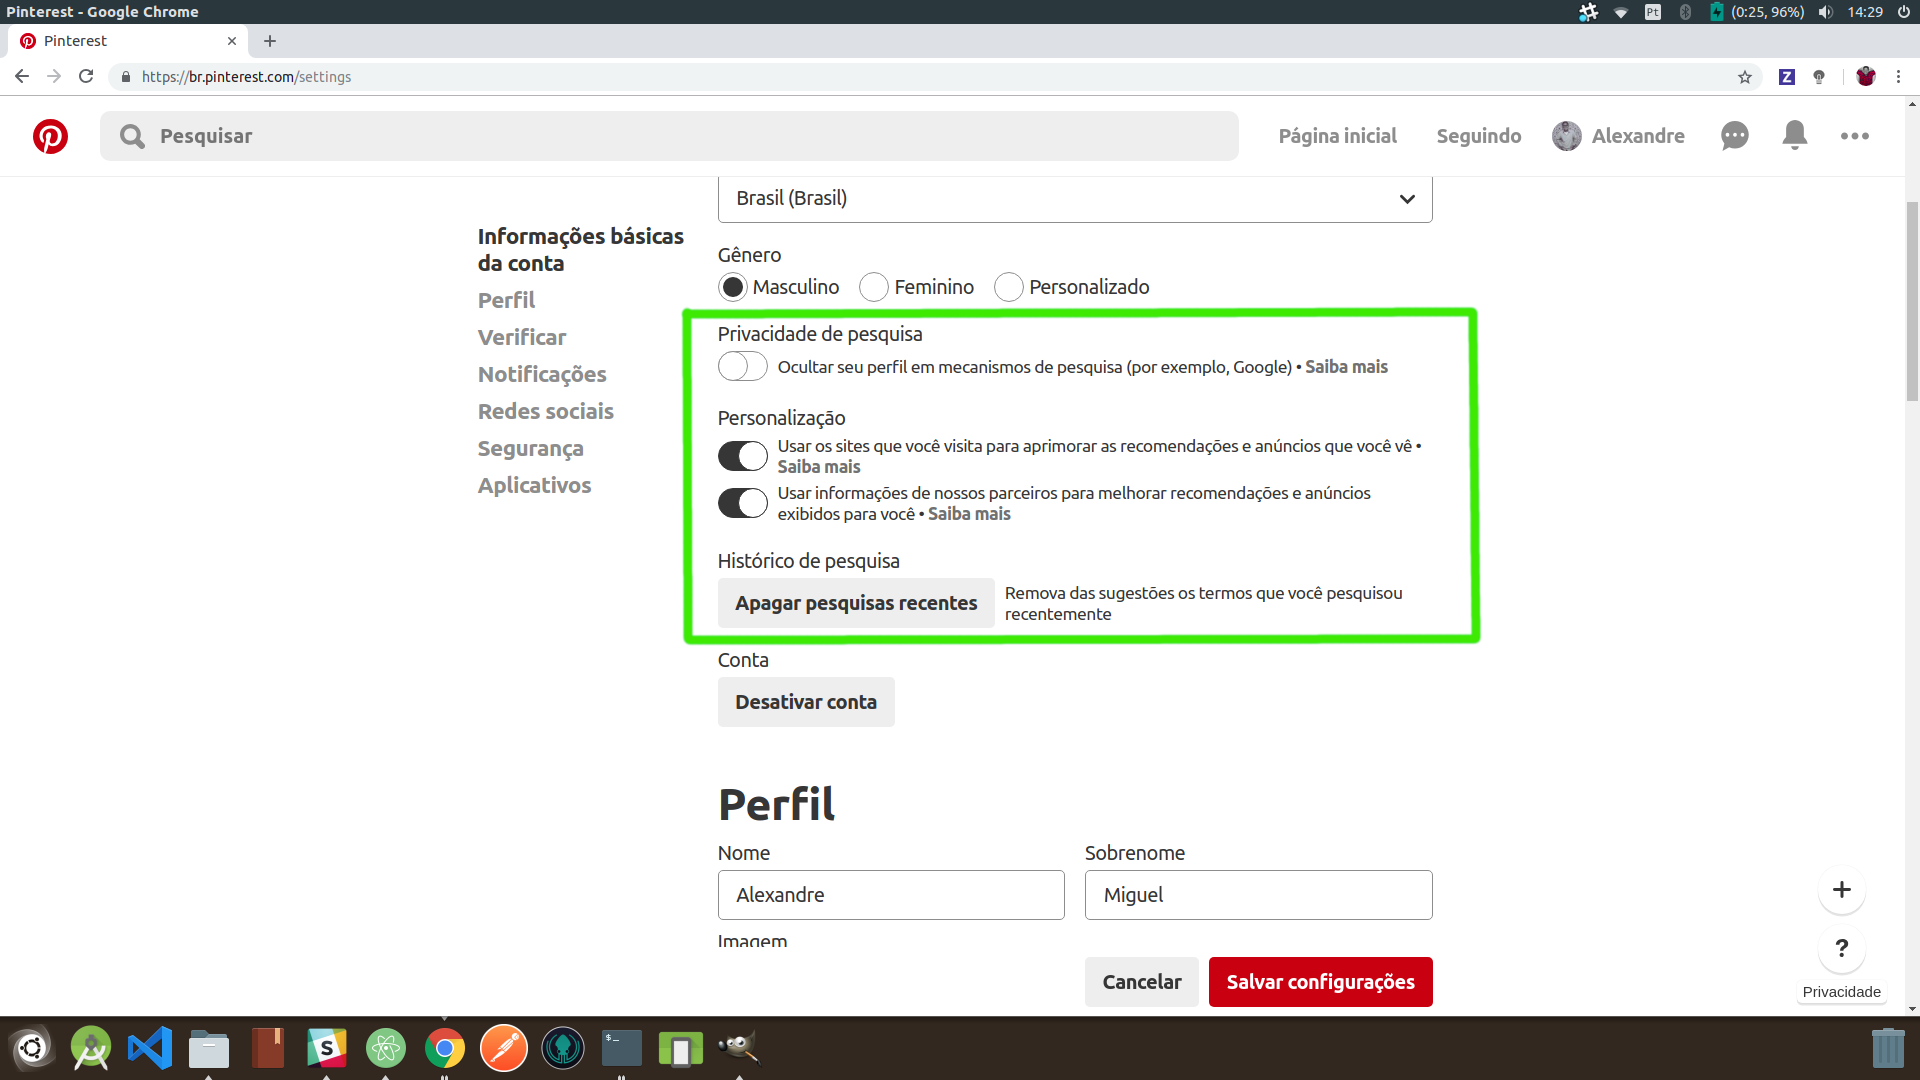 Pinterest - Google Chrome
Pt
(0:25, 96%)
14:29
Pinterest
https://br.pinterest.com/settings
Z
Pesquisar
Página inicial
Seguindo
Alexandre
Brasil (Brasil)
Informações básicas
da conta
Perfil
Verificar
Notificações
Redes sociais
Segurança
Aplicativos
Gênero
Masculino
Feminino
Personalizado
Privacidade de pesquisa
Ocultar seu perfil em mecanismos de pesquisa (por exemplo, Google) • Saiba mais
Personalização
Usar os sites que você visita para aprimorar as recomendações e anúncios que você vê •
Saiba mais
Usar informações de nossos parceiros para melhorar recomendações e anúncios
exibidos para você • Saiba mais
Histórico de pesquisa
Apagar pesquisas recentes
Remova das sugestões os termos que você pesquisou
recentemente
Conta
Desativar conta
Perfil
Nome
Sobrenome
Alexandre
Miguel
Imagem
Cancelar
Salvar configurações
+
?
Privacidade
S
$_